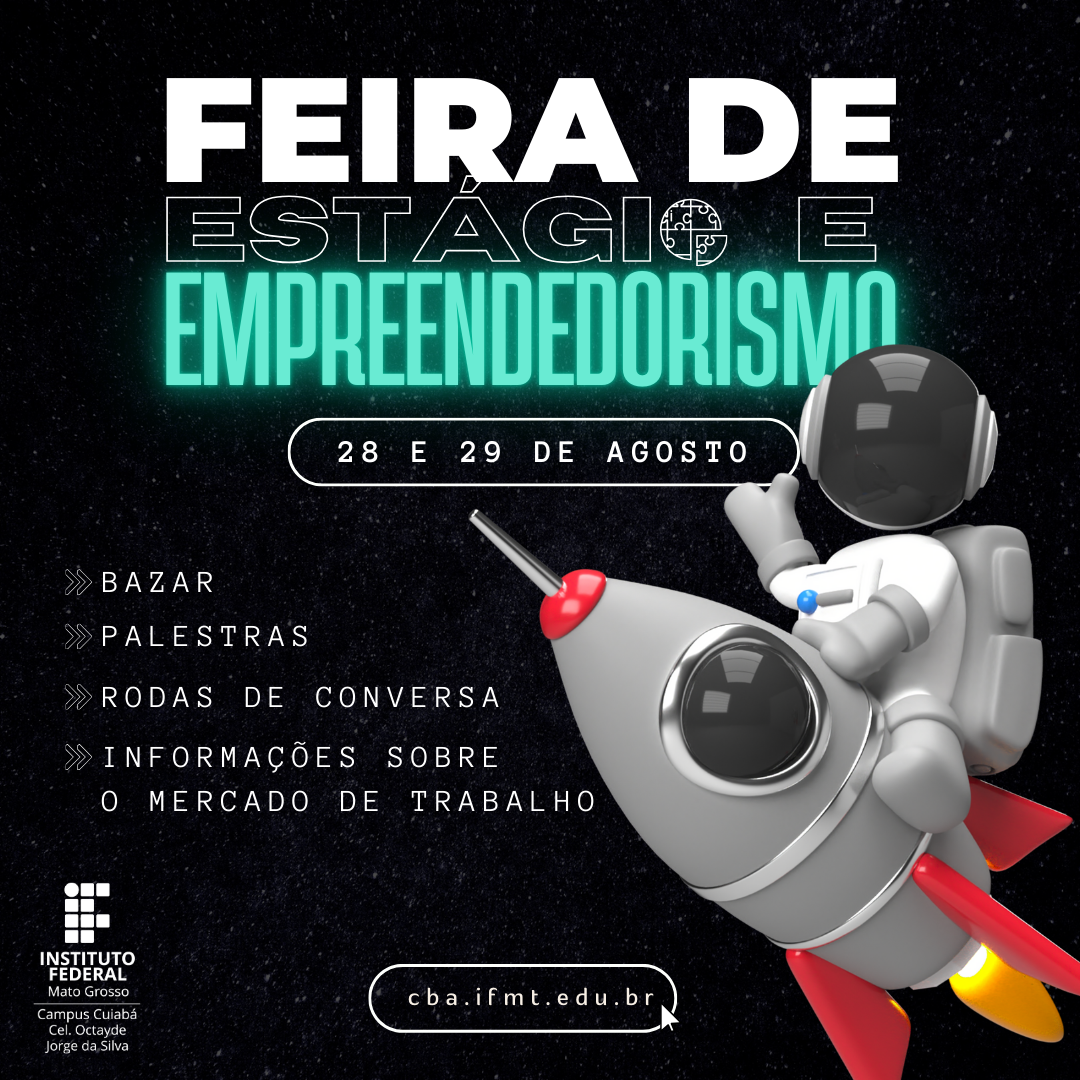 FEIRA DE
ESTÁGIO E
EMPREENDEDORISMO
28 E 29 DE AGOSTO
BAZAR
PALESTRAS
RODAS DE CONVERSA
INFORMAÇÕES SOBRE
O MERCADO DE TRABALHO
INSTITUTO
FEDERAL
Mato Grosso
Campus Cuiabá
Cel. Octayde
Jorge da Silva
cba.ifmt.edu.br